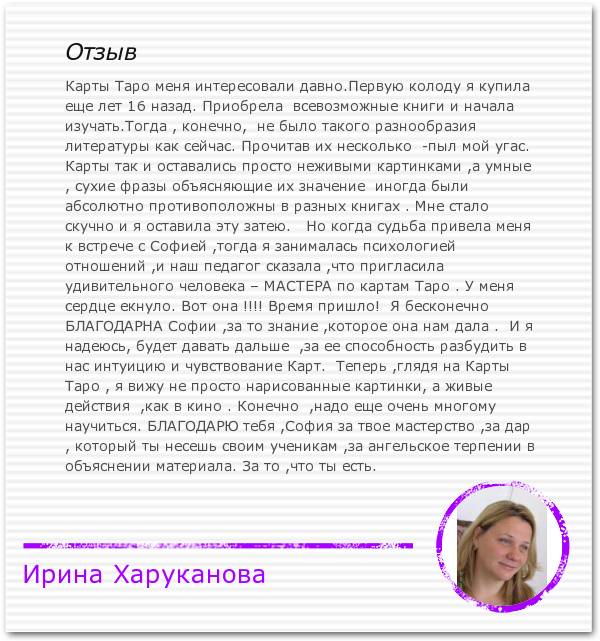 Отзыв
Карты Таро меня интересовали давно.Первую колоду я купила
еще лет 16 назад. Приобрела  всевозможные книги и начала
изучать.Тогда , конечно,  не было такого разнообразия
литературы как сейчас. Прочитав их несколько  -пыл мой угас.
Карты так и оставались просто неживыми картинками ,а умные
, сухие фразы объясняющие их значение  иногда были
абсолютно противоположны в разных книгах . Мне стало
скучно и я оставила эту затею.   Но когда судьба привела меня
к встрече с Софией ,тогда я занималась психологией
отношений ,и наш педагог сказала ,что пригласила
удивительного человека – МАСТЕРА по картам Таро . У меня
сердце екнуло. Вот она !!!! Время пришло!  Я бесконечно
БЛАГОДАРНА Софии ,за то знание ,которое она нам дала .  И я
надеюсь, будет давать дальше  ,за ее способность разбудить в
нас интуицию и чувствование Карт.  Теперь ,глядя на Карты
Таро , я вижу не просто нарисованные картинки, а живые
действия  ,как в кино . Конечно  ,надо еще очень многому
научиться. БЛАГОДАРЮ тебя ,София за твое мастерство ,за дар
, который ты несешь своим ученикам ,за ангельское терпении в
объяснении материала. За то ,что ты есть.
Ирина Харуканова